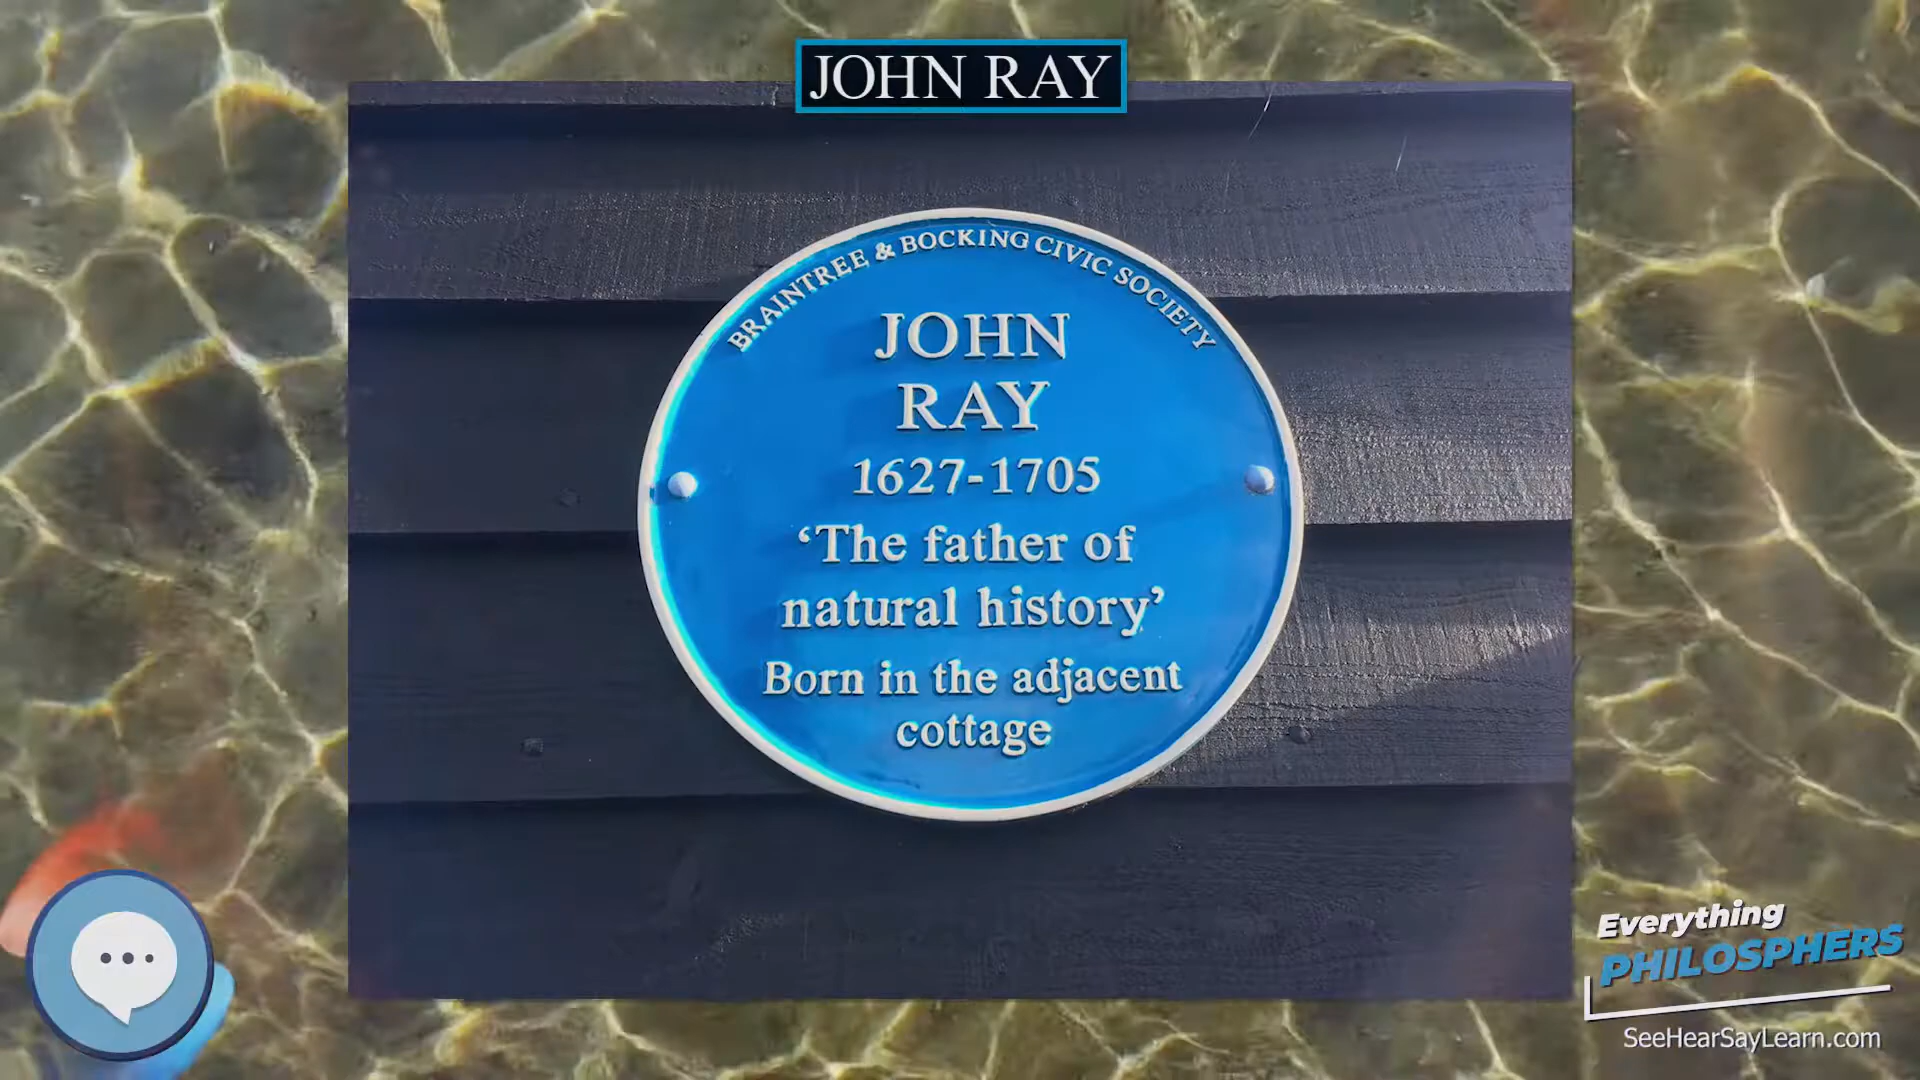 JOHN RAY
BRAINTREE & BOCKING CIVIC SOCIETY
JOHN
RAY
1627-1705
‘The father of
natural history’
Born in the adjacent
cottage
Everything
PHILOSPHERS
SeeHearSayLearn.com